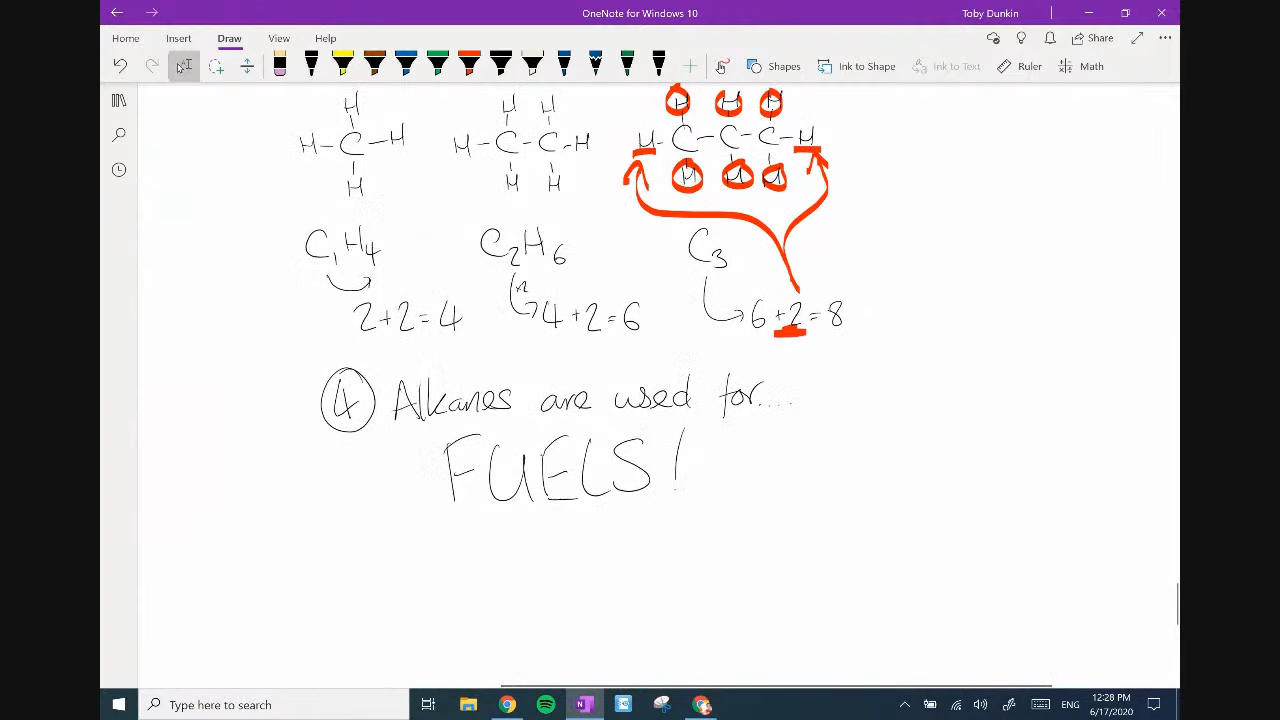 OneNote for Windows 10
Toby Dunkin
Home Insert Draw View Help
Share
Shapes Ink to Shape Ink to Text Ruler Math
H H H H H H
H-C-H H-C-C-H H-C-C-C-H
H H H H H H
C₁H₄ C₂H₆ C₃
x2
2+2=4 4+2=6 6+2=8
4 Alkanes are used for....
FUELS!
Type here to search
12:28 PM
6/17/2020